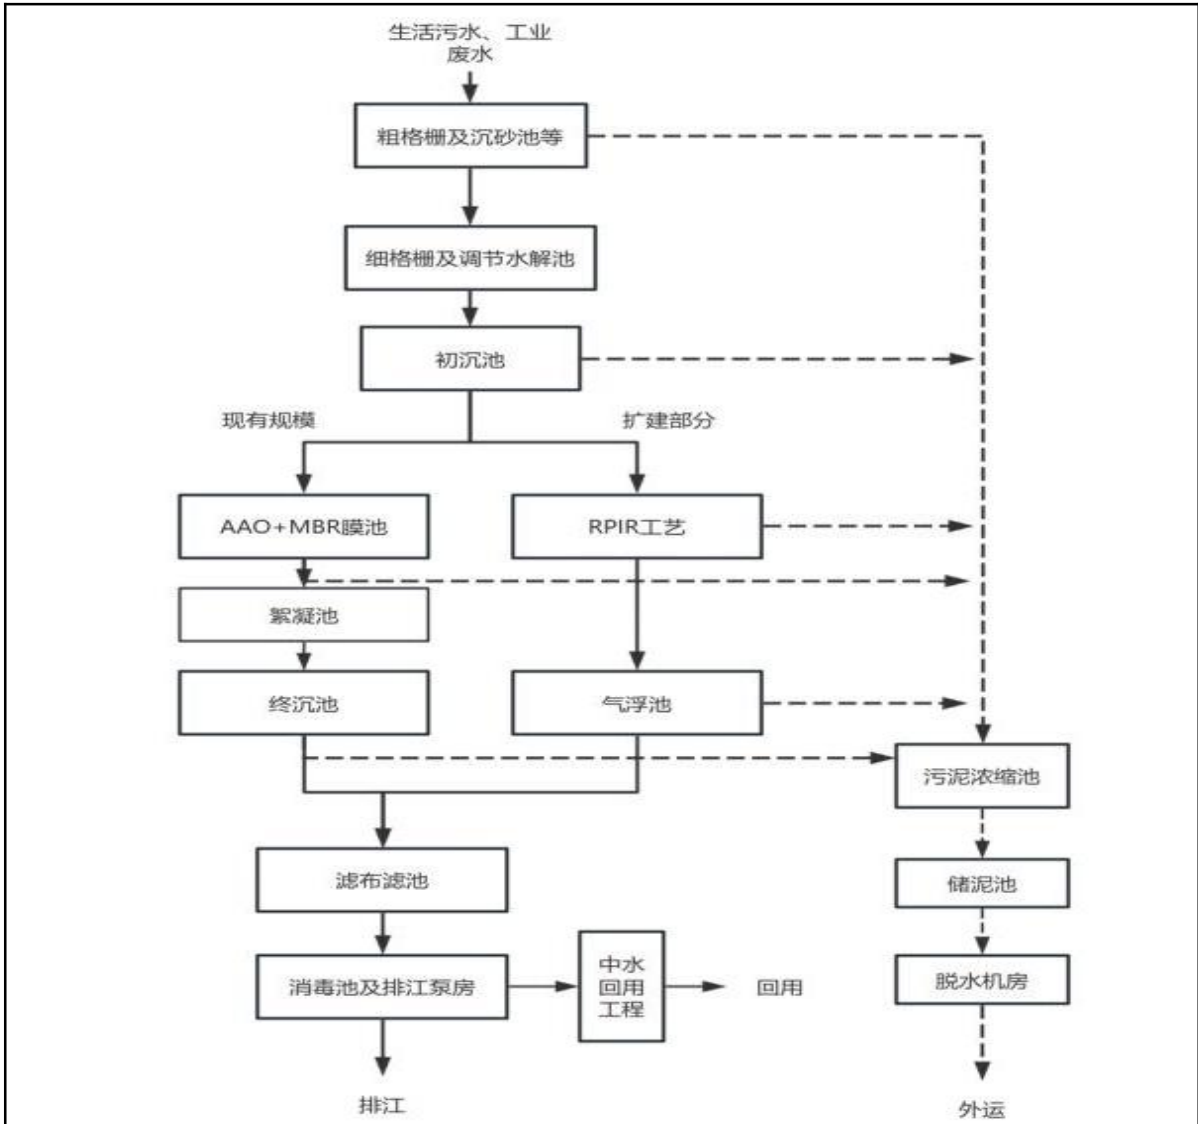 生活污水、工业
废水
粗格栅及沉砂池等
细格栅及调节水解池
初沉池
现有规模
扩建部分
AAO+MBR膜池
RPIR工艺
絮凝池
终沉池
气浮池
污泥浓缩池
滤布滤池
储泥池
消毒池及排江泵房
中水
回用
工程
回用
脱水机房
排江
外运